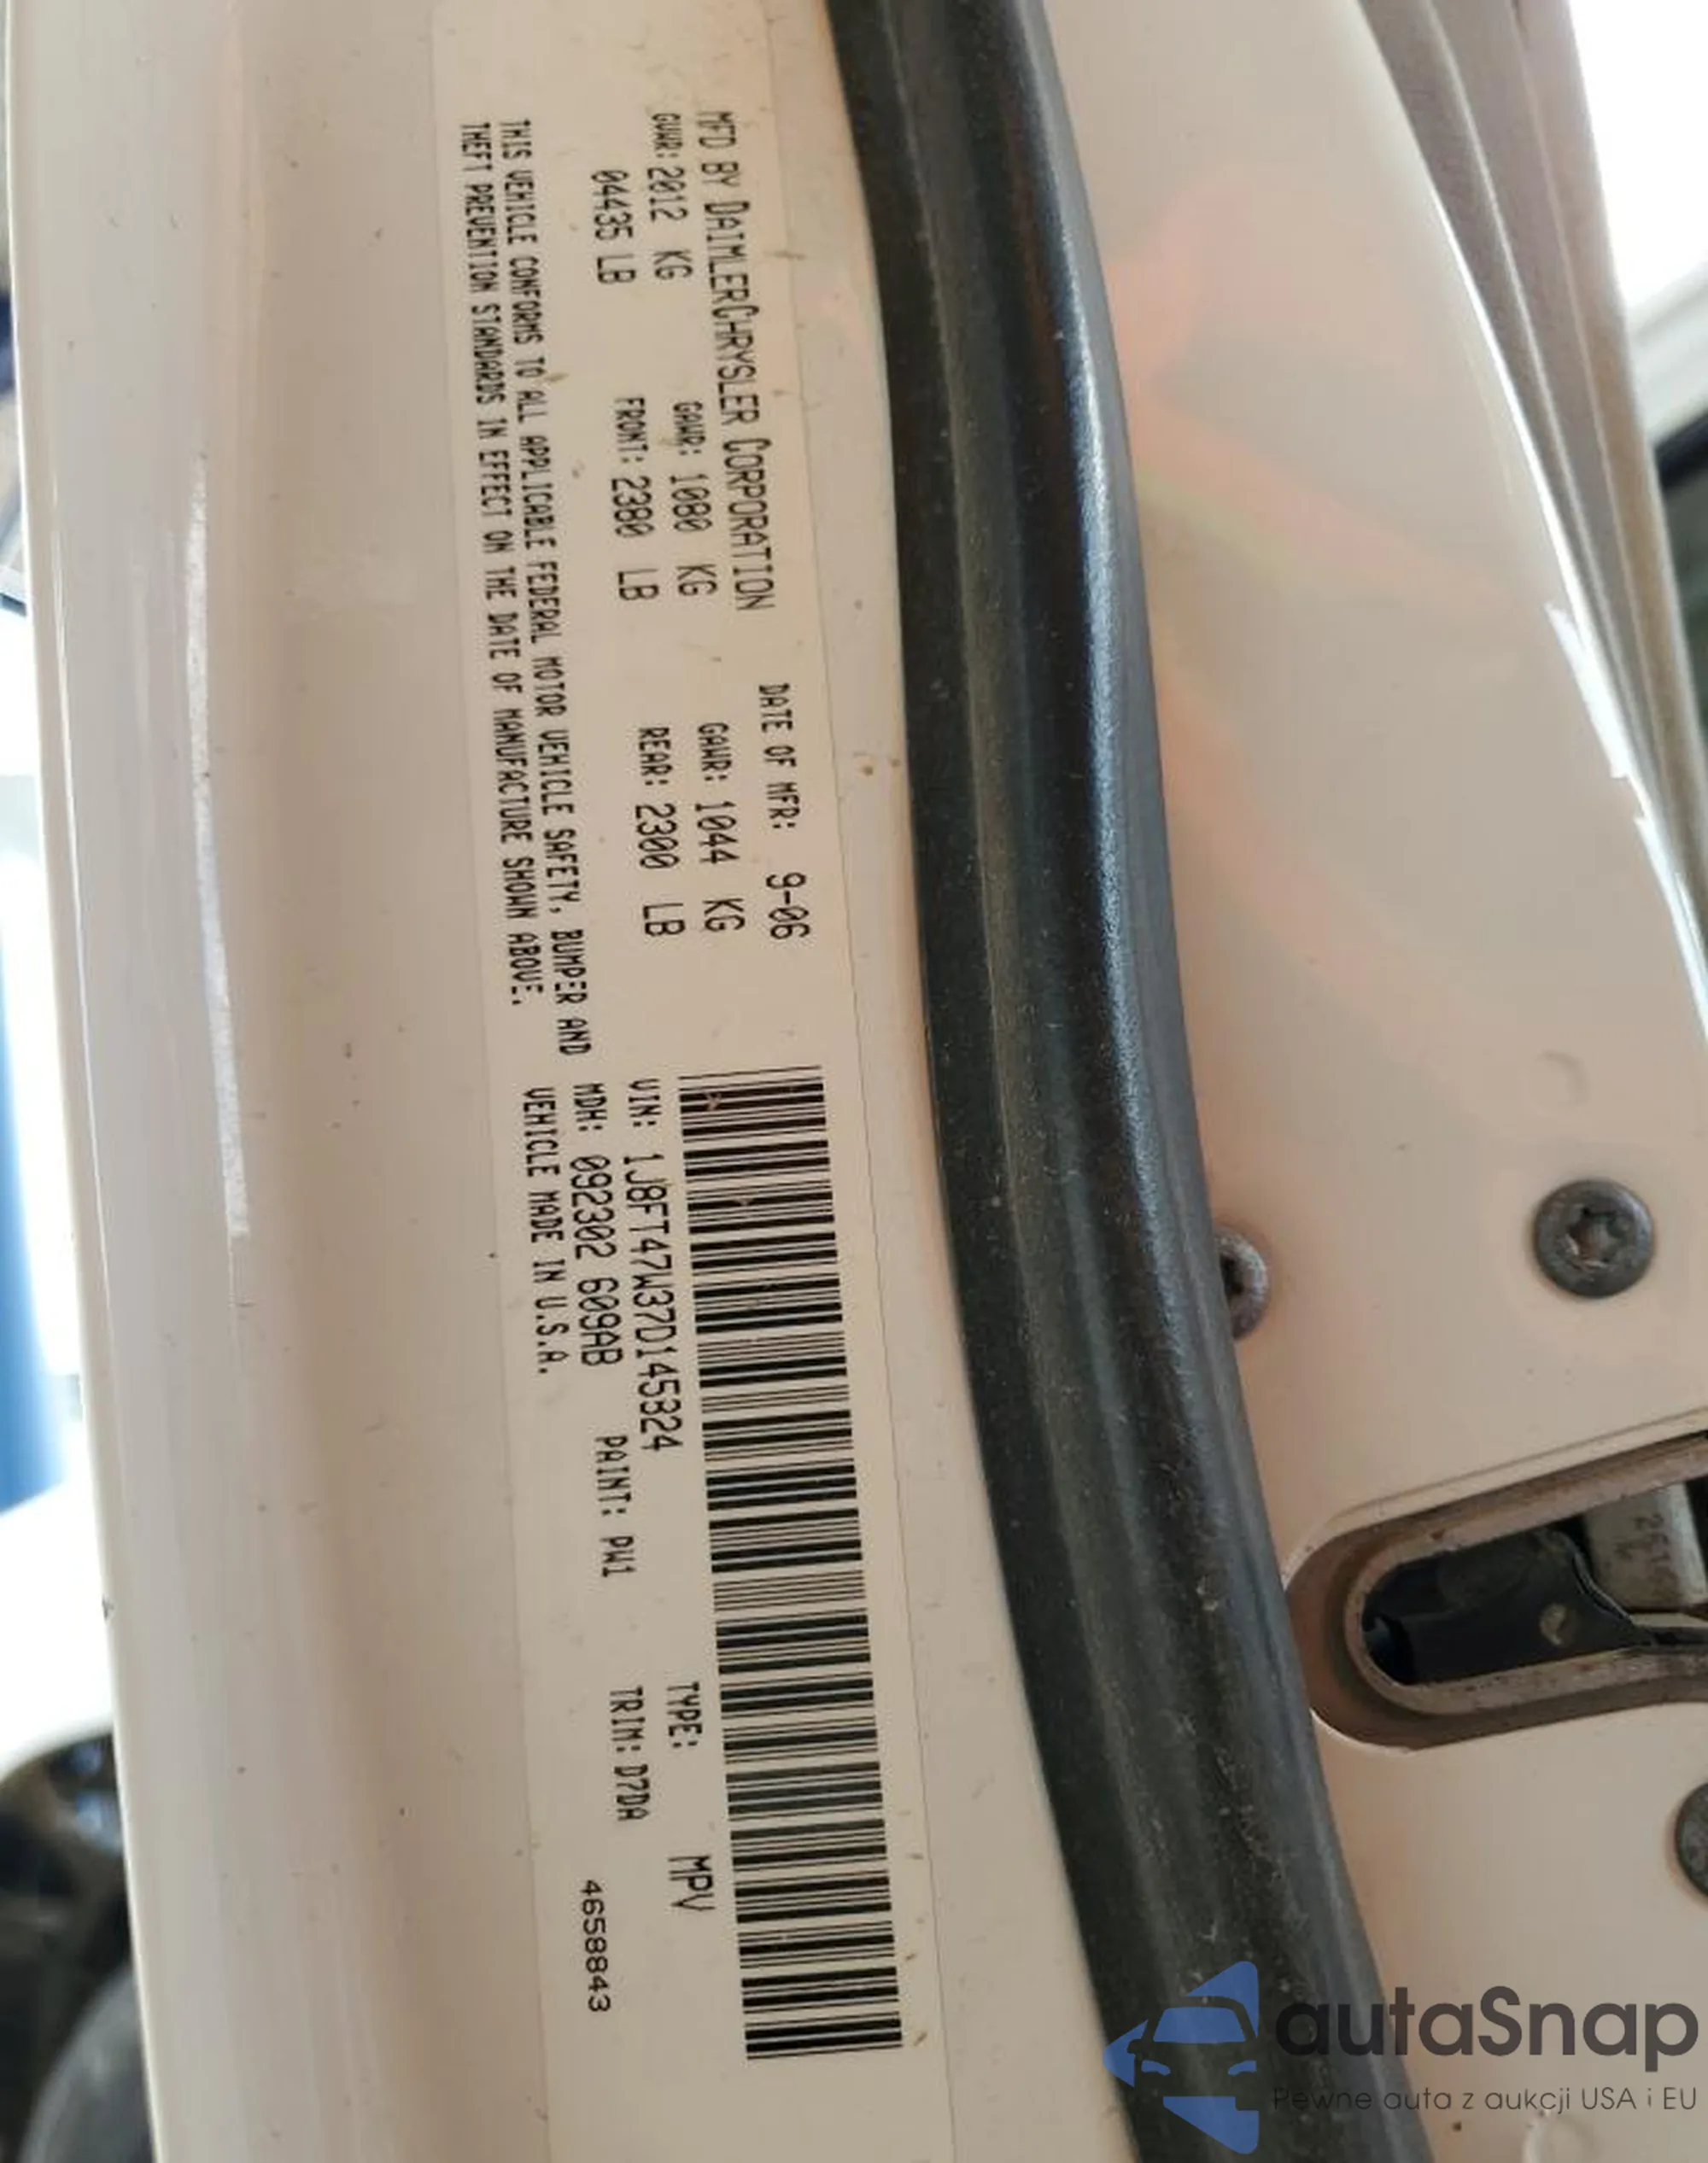 MFD BY DAIMLERCHRYSLER CORPORATION DATE OF MFR: 9-06
GVWR: 2012 KG GAWR: 1080 KG GAWR: 1044 KG
04435 LB FRONT: 2380 LB REAR: 2300 LB
THIS VEHICLE CONFORMS TO ALL APPLICABLE FEDERAL MOTOR VEHICLE SAFETY, BUMPER AND
THEFT PREVENTION STANDARDS IN EFFECT ON THE DATE OF MANUFACTURE SHOWN ABOVE.
VIN: 1J8FT47W37D145824 TYPE: MPV
MDH: 092302 609AB PAINT: PW1 TRIM: D7DA
VEHICLE MADE IN U.S.A. 4658843
autaSnap
Pewne auta z aukcji USA i EU